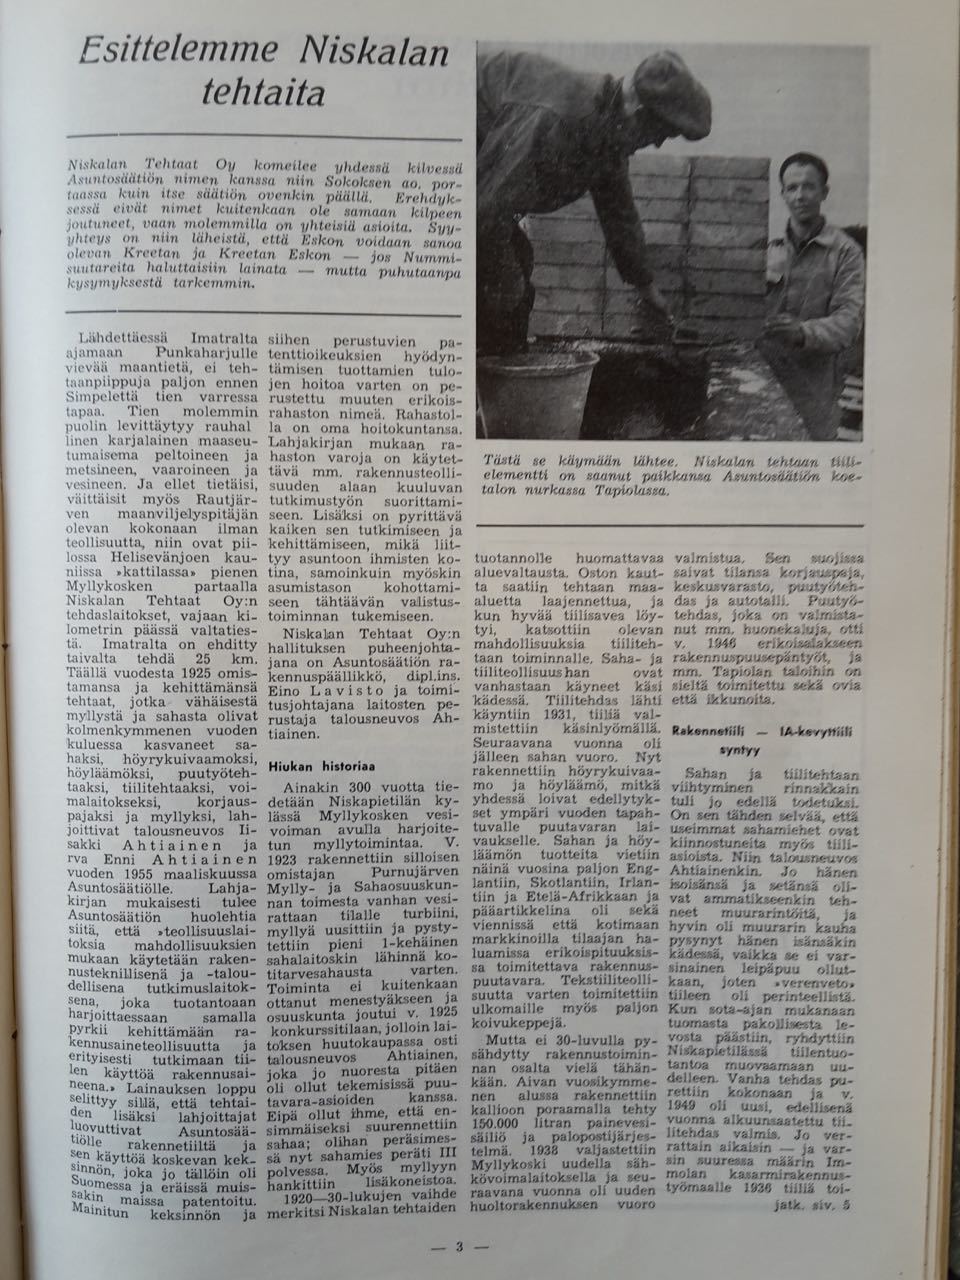 Esittelemme Niskalan
tehtaita
Niskalan Tehtaat Oy komeilee yhdessä kilvessä
Asuntosäätiön nimen kanssa niin Sokoksen ao. por-
taassa kuin itse säätiön ovenkin päällä. Erehdyk-
sessä eivät nimet kuitenkaan ole samaan kilpeen
joutuneet, vaan molemmilla on yhteisiä asioita. Syy-
yhteys on niin läheistä, että Eskon voidaan sanoa
olevan Kreetan ja Kreetan Eskon — jos Nummi-
suutareita haluttaisiin lainata — mutta puhutaanpa
kysymyksestä tarkemmin.
Lähdettäessä Imatralta
ajamaan Punkaharjulle
vievää maantietä, ei teh-
taanpiippuja paljon ennen
Simpelettä tien varressa
tapaa. Tien molemmin
puolin levittäytyy rauhal
linen karjalainen maaseu-
tumaisema peltoineen ja
metsineen, vaaroineen ja
vesineen. Ja ellet tietäisi,
väittäisit myös Rautjär-
ven maanviljelyspitäjän
olevan kokonaan ilman
teollisuutta, niin ovat pii-
lossa Helisevänjoen kau-
niissa »kattilassa» pienen
Myllykosken partaalla
Niskalan Tehtaat Oy:n
tehdaslaitokset, vajaan ki-
lometrin päässä valtaties-
tä. Imatralta on ehditty
taivalta tehdä 25 km.
Täällä vuodesta 1925 omis-
tamansa ja kehittämänsä
tehtaat, jotka vähäisestä
myllystä ja sahasta olivat
kolmenkymmenen vuoden
kuluessa kasvaneet sa-
haksi, höyrykuivaamoksi,
höyläämöksi, puutyöteh-
taaksi, tiilitehtaaksi, voi-
malaitokseksi, korjaus-
pajaksi ja myllyksi, lah-
joittivat talousneuvos Ii-
sakki Ahtiainen ja
rva Enni Ahtiainen
vuoden 1955 maaliskuussa
Asuntosäätiölle. Lahja-
kirjan mukaisesti tulee
Asuntosäätiön huolehtia
siitä, että »teollisuuslai-
toksia mahdollisuuksien
mukaan käytetään raken-
nusteknillisenä ja -talou-
dellisena tutkimuslaitok-
sena, joka tuotantoaan
harjoittaessaan samalla
pyrkii kehittämään ra-
kennusaineteollisuutta ja
erityisesti tutkimaan tii-
len käyttöä rakennusai-
neena.» Lainauksen loppu
selittyy sillä, että tehtai-
den lisäksi lahjoittajat
luovuttivat Asuntosää-
tiölle rakennetiiltä ja
sen käyttöä koskevan kek-
sinnön, joka jo tällöin oli
Suomessa ja eräissä muis-
sakin maissa patentoitu.
Mainitun keksinnön ja
siihen perustuvien pa-
tenttioikeuksien hyödyn-
tämisen tuottamien tulo-
jen hoitoa varten on pe-
rustettu muuten erikois-
rahaston nimeä. Rahastol-
la on oma hoitokuntansa.
Lahjakirjan mukaan ra-
haston varoja on käytet-
tävä mm. rakennusteolli-
suuden alaan kuuluvan
tutkimustyön suorittami-
seen. Lisäksi on pyrittävä
kaiken sen tutkimiseen ja
kehittämiseen, mikä liit-
tyy asuntoon ihmisten ko-
tina, samoinkuin myöskin
asumistason kohottami-
seen tähtäävän valistus-
toiminnan tukemiseen.
Niskalan Tehtaat Oy:n
hallituksen puheenjohta-
jana on Asuntosäätiön ra-
kennuspäällikkö, dipl.ins.
Eino Lavisto ja toimi-
tusjohtajana laitosten pe-
rustaja talousneuvos Ah-
tiainen.
Hiukan historiaa
Ainakin 300 vuotta tie-
detään Niskapietilän ky-
lässä Myllykosken vesi-
voiman avulla harjoite-
tun myllytoimintaa. V.
1923 rakennettiin silloisen
omistajan Purnujärven
Mylly- ja Sahaosuuskun-
nan toimesta vanhan vesi-
rattaan tilalle turbiini,
myllyä uusittiin ja pysty-
tettiin pieni 1-kehäinen
sahalaitoskin lähinnä ko-
titarvesahausta varten.
Toiminta ei kuitenkaan
ottanut menestyäkseen ja
osuuskunta joutui v. 1925
konkurssitilaan, jolloin lai-
toksen huutokaupassa osti
talousneuvos Ahtiainen,
joka jo nuoresta pitäen
oli ollut tekemisissä puu-
tavara-asioiden kanssa.
Eipä ollut ihme, että en-
simmäiseksi suurennettiin
sahaa; olihan peräsimes-
sä nyt sahamies peräti III
polvessa. Myös myllyyn
hankittiin lisäkoneistoa.
1920—30-lukujen vaihde
merkitsi Niskalan tehtaiden
Tästä se käymään lähtee. Niskalan tehtaan tiili-
elementti on saanut paikkansa Asuntosäätiön koe-
talon nurkassa Tapiolassa.
tuotannolle huomattavaa
aluevaltausta. Oston kaut-
ta saatiin tehtaan maa-
aluetta laajennettua, ja
kun hyvää tiilisavea löy-
tyi, katsottiin olevan
mahdollisuuksia tiiliteh-
taan toiminnalle. Saha- ja
tiiliteollisuushan ovat
vanhastaan käyneet käsi
kädessä. Tiilitehdas lähti
käyntiin 1931, tiiliä val-
mistettiin käsinlyömällä.
Seuraavana vuonna oli
jälleen sahan vuoro. Nyt
rakennettiin höyrykuivaa-
mo ja höyläämö, mitkä
yhdessä loivat edellytyk-
set ympäri vuoden tapah-
tuvalle puutavaran lai-
vaukselle. Sahan ja höy-
läämön tuotteita vietiin
näinä vuosina paljon Eng-
lantiin, Skotlantiin, Irlan-
tiin ja Etelä-Afrikkaan ja
pääartikkelina oli sekä
viennissä että kotimaan
markkinoilla tilaajan ha-
luamissa erikoispituuksis-
sa toimitettava rakennus-
puutavara. Tekstiiliteolli-
suutta varten toimitettiin
ulkomaille myös paljon
koivukeppejä.
Mutta ei 30-luvulla py-
sähdytty rakennustoimin-
nan osalta vielä tähän-
kään. Aivan vuosikymme-
nen alussa rakennettiin
kallioon poraamalla tehty
150.000 litran painevesi-
säiliö ja palopostijärjes-
telmä. 1938 valjastettiin
Myllykoski uudella säh-
kövoimalaitoksella ja seu-
raavana vuonna oli uuden
huoltorakennuksen vuoro
valmistua. Sen suojissa
saivat tilansa korjauspaja,
keskusvarasto, puutyöteh-
das ja autotalli. Puutyö-
tehdas, joka on valmista-
nut mm. huonekaluja, otti
v. 1946 erikoisalakseen
rakennuspuusepäntyöt, ja
mm. Tapiolan taloihin on
sieltä toimitettu sekä ovia
että ikkunoita.
Rakennetiili — IA-kevyttiili
syntyy
Sahan ja tiilitehtaan
viihtyminen rinnakkain
tuli jo edellä todetuksi.
On sen tähden selvää, että
useimmat sahamiehet ovat
kiinnostuneita myös tiili-
asioista. Niin talousneuvos
Ahtiainenkin. Jo hänen
isoisänsä ja setänsä oli-
vat ammatikseenkin teh-
neet muurarintöitä, ja
hyvin oli muurarin kauha
pysynyt hänen isänsäkin
kädessä, vaikka se ei var-
sinainen leipäpuu ollut-
kaan, joten »verenveto»
tiileen oli perinteellistä.
Kun sota-ajan mukanaan
tuomasta pakollisesta le-
vosta päästiin, ryhdyttiin
Niskapietilässä tiilentuo-
tantoa muovaamaan uu-
delleen. Vanha tehdas pu-
rettiin kokonaan ja v.
1949 oli uusi, edellisenä
vuonna alkuunsaatettu tii-
litehdas valmis. Jo ver-
rattain aikaisin — ja var-
sin suuressa määrin Im-
molan kasarmirakennus-
työmaalle 1936 tiiliä toi-
jatk. siv. 5
— 3 —